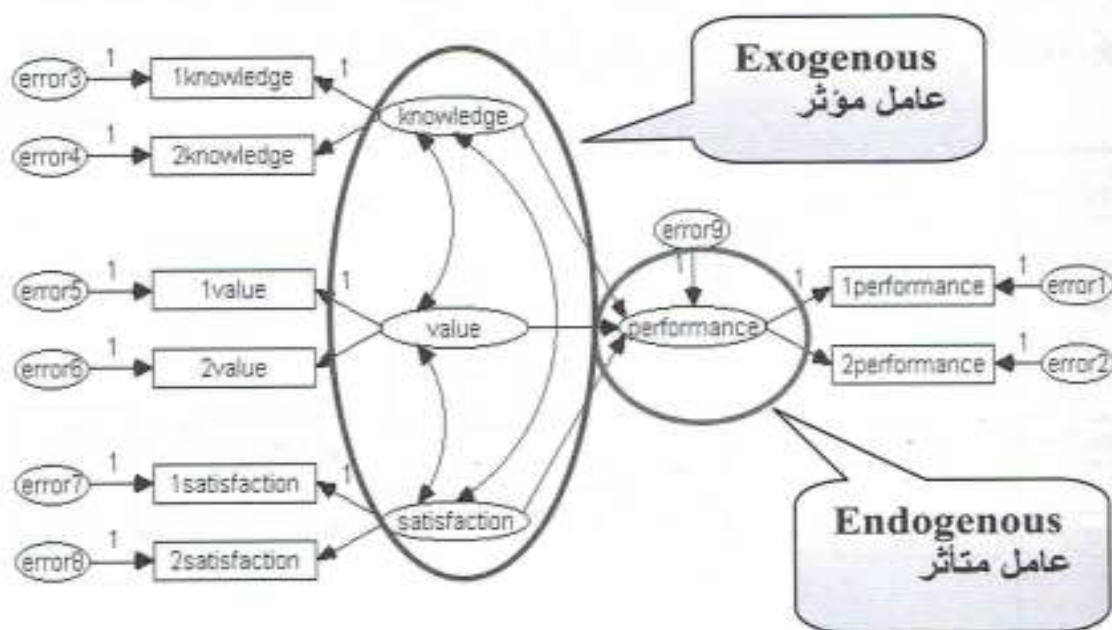 Exogenous
عامل مؤثر
error3
1
1knowledge
1
knowledge
error4
1
2knowledge
error9
1
error5
1
1value
1
value
performance
1
1performance
1
error1
error6
1
2value
2performance
1
error2
error7
1
1satisfaction
1
satisfaction
error8
1
2satisfaction
Endogenous
عامل متأثر